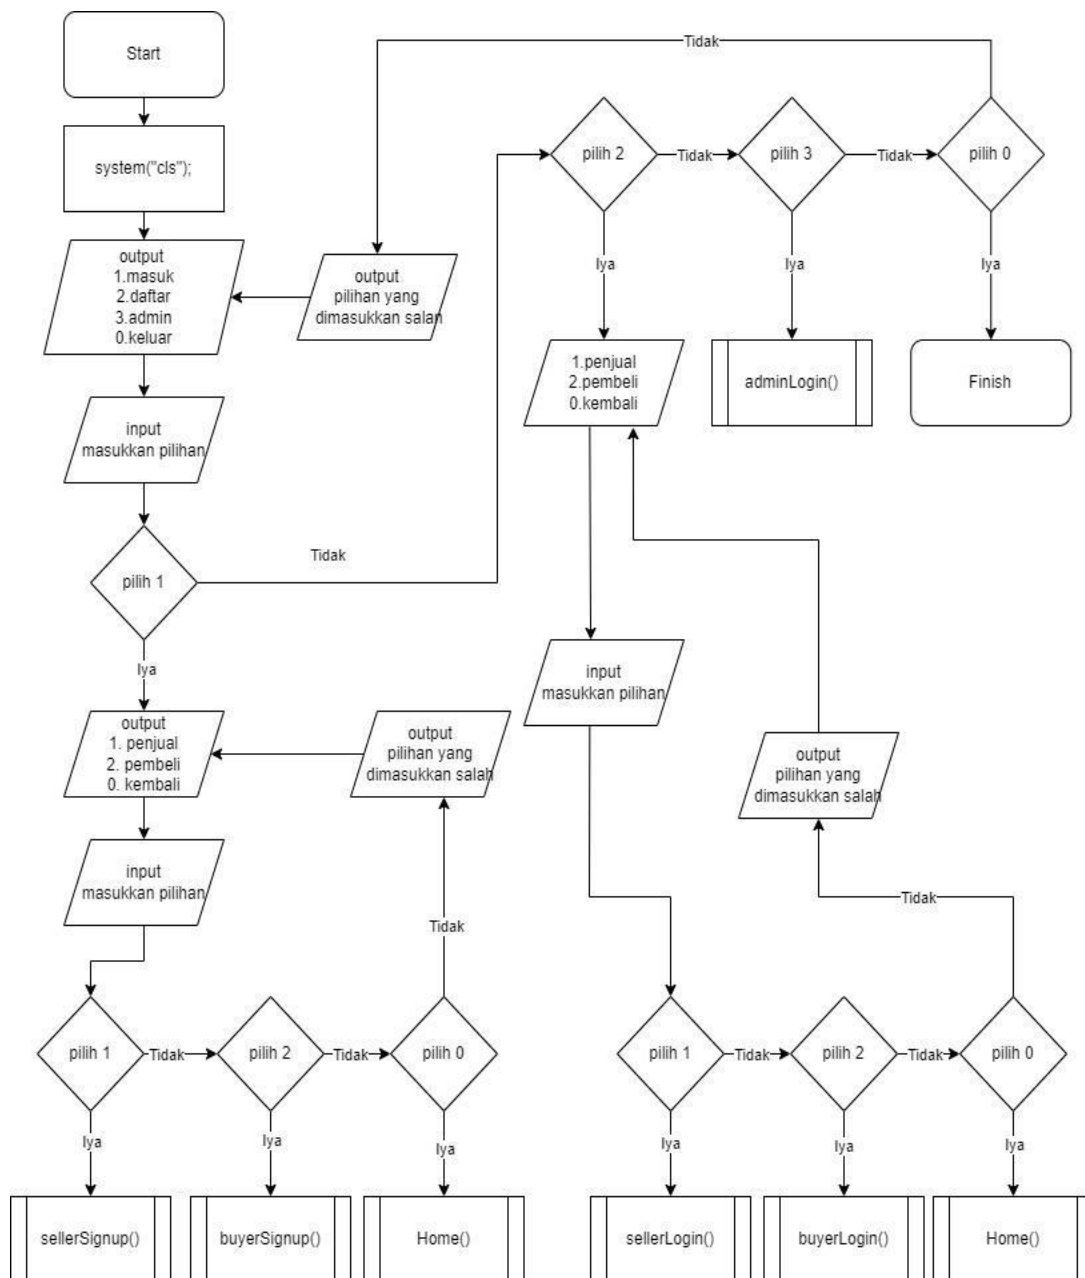 Start
system("cls");
output
1.masuk
2.daftar
3.admin
0.keluar
input
masukkan pilihan
pilih 1
Tidak
Iya
output
1. penjual
2. pembeli
0. kembali
input
masukkan pilihan
pilih 1
Tidak
pilih 2
Tidak
pilih 0
Tidak
output
pilihan yang
dimasukkan salah
Iya
Iya
Iya
sellerSignup()
buyerSignup()
Home()
pilih 2
Tidak
pilih 3
Tidak
pilih 0
Tidak
output
pilihan yang
dimasukkan salan
Iya
Iya
Iya
1.penjual
2.pembeli
0.kembali
adminLogin()
Finish
input
masukkan pilihan
pilih 1
Tidak
pilih 2
Tidak
pilih 0
Tidak
output
pilihan yang
dimasukkan salah
Iya
Iya
Iya
sellerLogin()
buyerLogin()
Home()